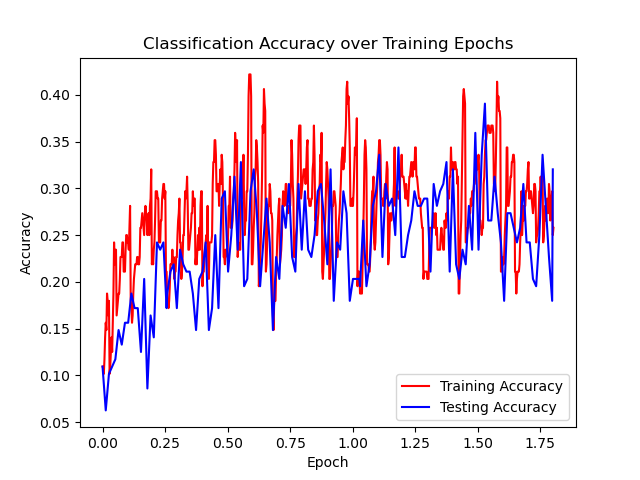 Classification Accuracy over Training Epochs
0.40
0.35
0.30
0.25
0.20
0.15
0.10
0.05
Accuracy
0.00 0.25 0.50 0.75 1.00 1.25 1.50 1.75
Epoch
Training Accuracy
Testing Accuracy